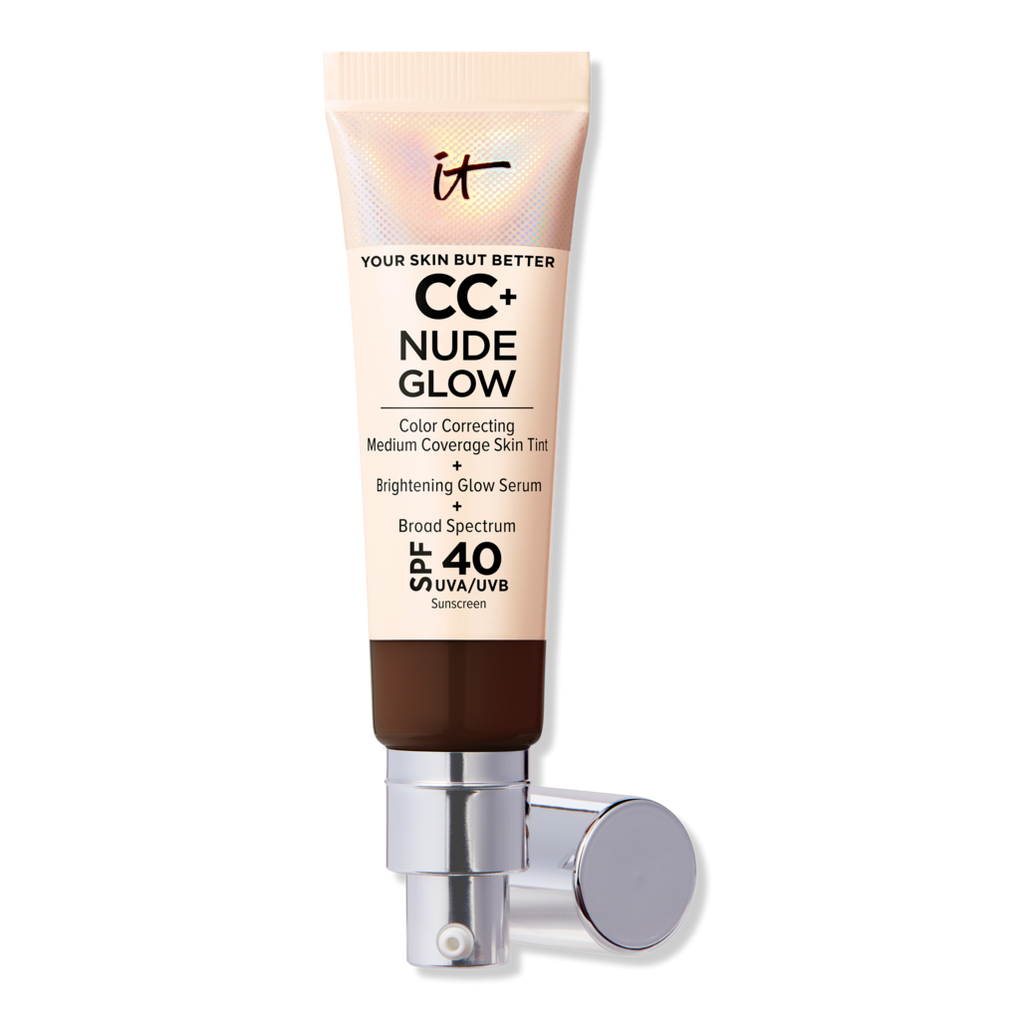 it
YOUR SKIN BUT BETTER
CC+
NUDE
GLOW
Color Correcting
Medium Coverage Skin Tint
+
Brightening Glow Serum
+
Broad Spectrum
SPF 40
UVA/UVB
Sunscreen